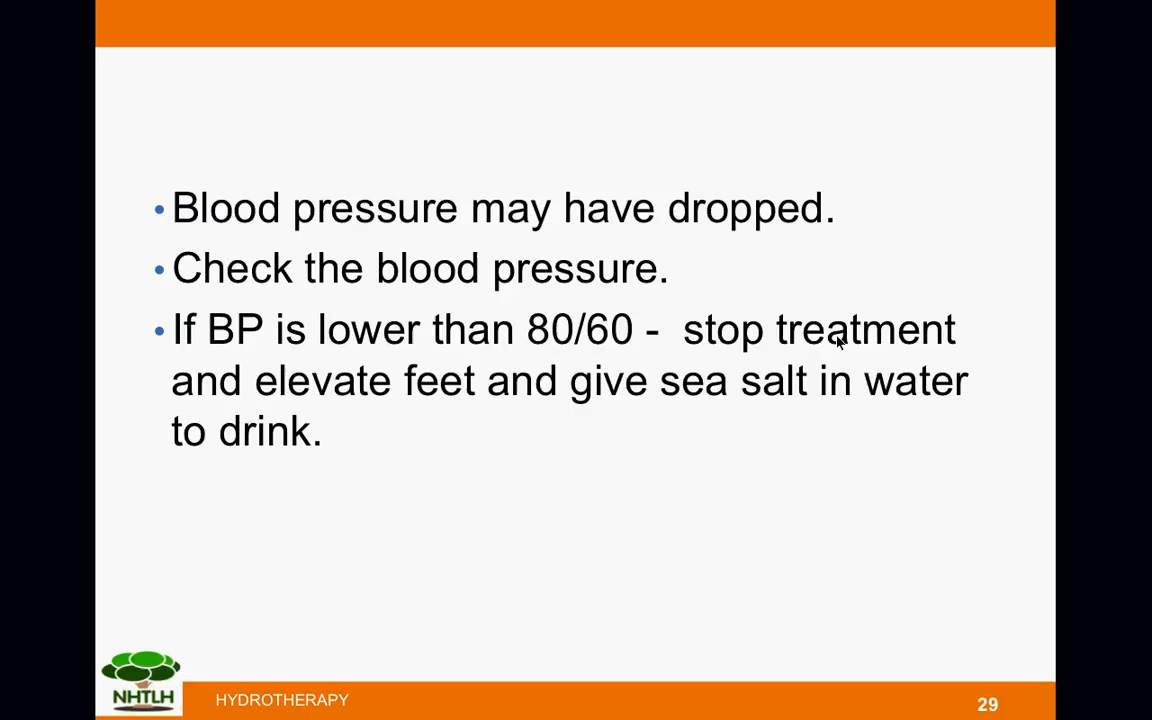 • Blood pressure may have dropped.
• Check the blood pressure.
• If BP is lower than 80/60 -  stop treatment
and elevate feet and give sea salt in water
to drink.
NHTLH
HYDROTHERAPY
29